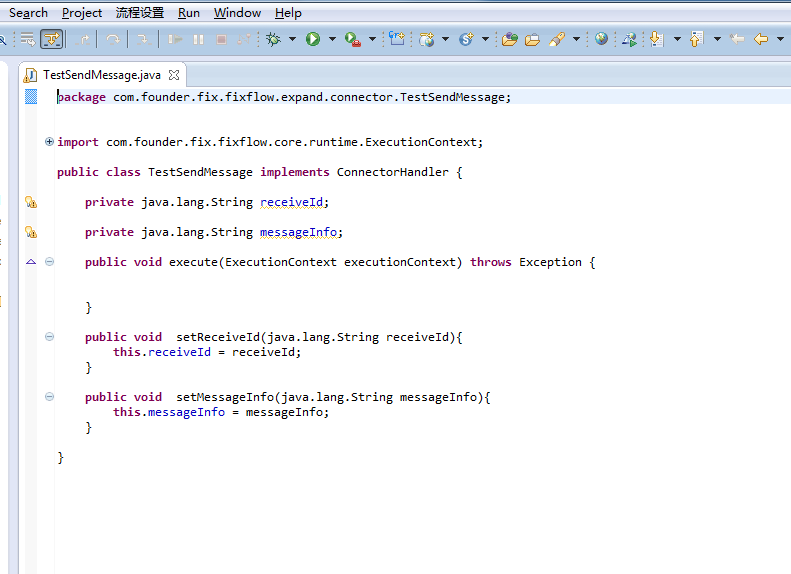 Search Project 流程设置 Run Window Help
TestSendMessage.java
package com.founder.fix.fixflow.expand.connector.TestSendMessage;
import com.founder.fix.fixflow.core.runtime.ExecutionContext;
public class TestSendMessage implements ConnectorHandler {
private java.lang.String receiveId;
private java.lang.String messageInfo;
public void execute(ExecutionContext executionContext) throws Exception {
}
public void  setReceiveId(java.lang.String receiveId){
this.receiveId = receiveId;
}
public void  setMessageInfo(java.lang.String messageInfo){
this.messageInfo = messageInfo;
}
}